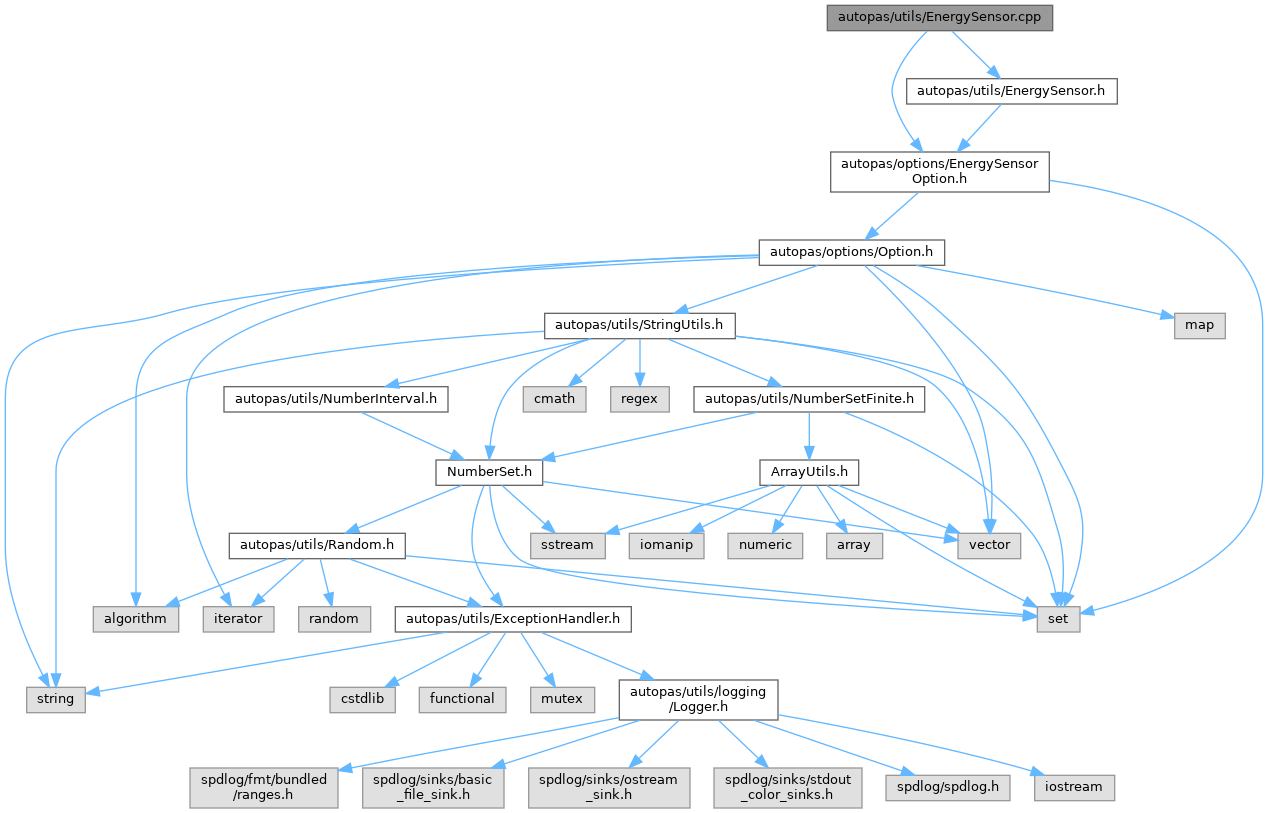 autopas/utils/EnergySensor.cpp
autopas/utils/EnergySensor.h
autopas/options/EnergySensor
Option.h
autopas/options/Option.h
autopas/utils/StringUtils.h
map
autopas/utils/NumberInterval.h
cmath
regex
autopas/utils/NumberSetFinite.h
NumberSet.h
ArrayUtils.h
autopas/utils/Random.h
sstream
iomanip
numeric
array
vector
algorithm
iterator
random
autopas/utils/ExceptionHandler.h
set
string
cstdlib
functional
mutex
autopas/utils/logging
/Logger.h
spdlog/fmt/bundled
/ranges.h
spdlog/sinks/basic
_file_sink.h
spdlog/sinks/ostream
_sink.h
spdlog/sinks/stdout
_color_sinks.h
spdlog/spdlog.h
iostream